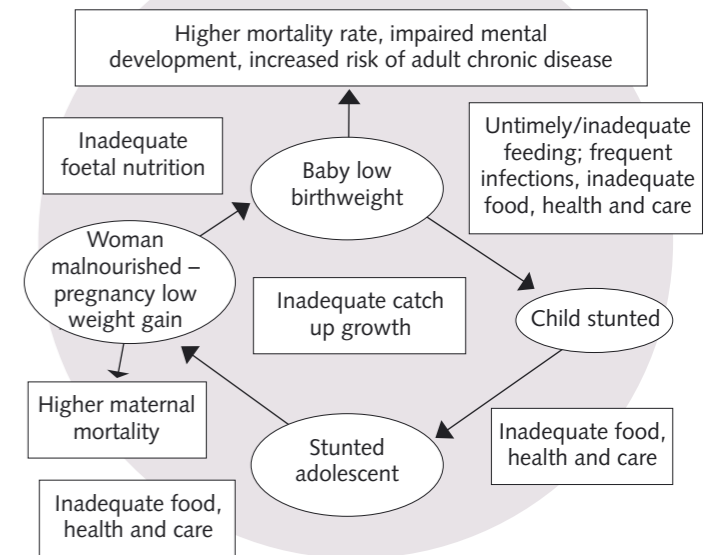 Higher mortality rate, impaired mental
development, increased risk of adult chronic disease
Inadequate
foetal nutrition
Baby low
birthweight
Untimely/inadequate
feeding; frequent
infections, inadequate
food, health and care
Woman
malnourished –
pregnancy low
weight gain
Inadequate catch
up growth
Child stunted
Higher maternal
mortality
Stunted
adolescent
Inadequate food,
health and care
Inadequate food,
health and care